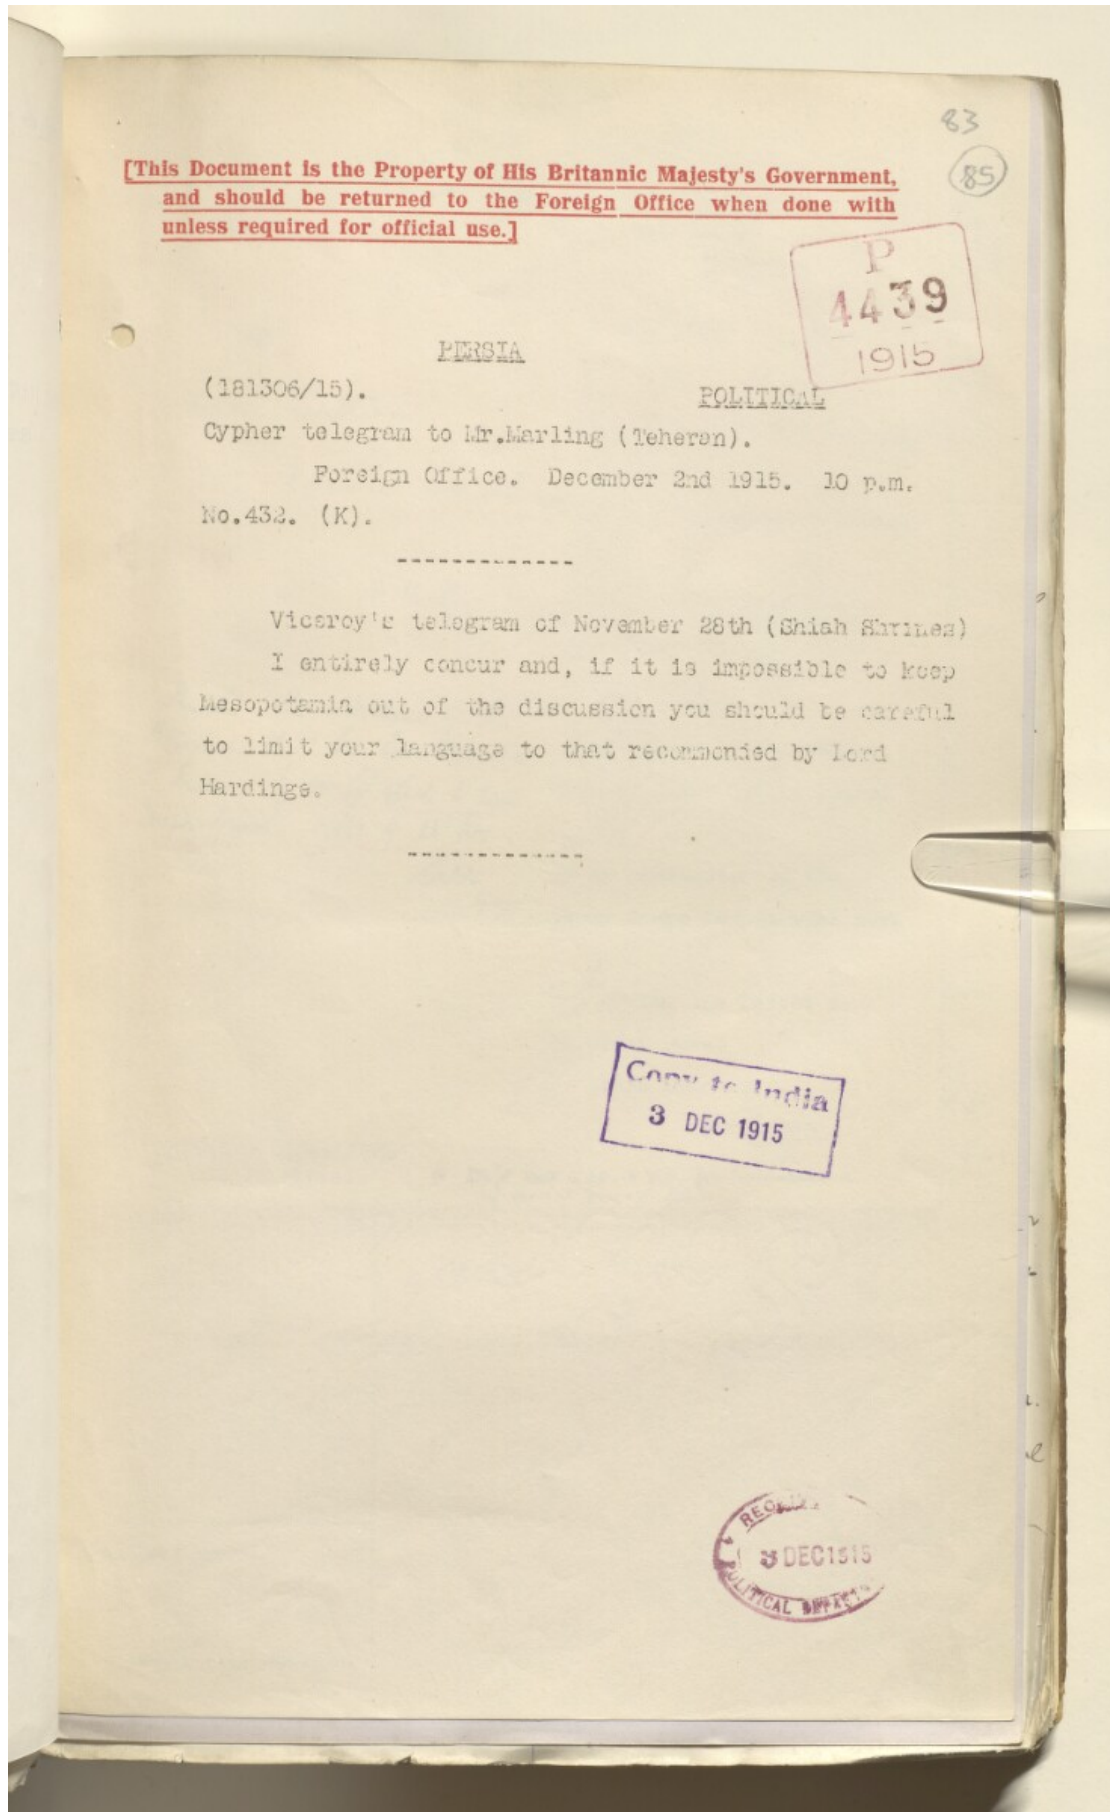 83
85
[This Document is the Property of His Britannic Majesty's Government,
and should be returned to the Foreign Office when done with
unless required for official use.]
P
4439
1915
PERSIA
(181306/15).
POLITICAL
Cypher telegram to Mr.Marling (Teheran).
Foreign Office. December 2nd 1915. 10 p.m.
No.432. (K).
-------------
Viceroy's telegram of November 28th (Shiah Shrines)
I entirely concur and, if it is impossible to keep
Mesopotamia out of the discussion you should be careful
to limit your language to that recommended by Lord
Hardinge.
-------------
Copy to India
3 DEC 1915
3 DEC 1915
POLITICAL